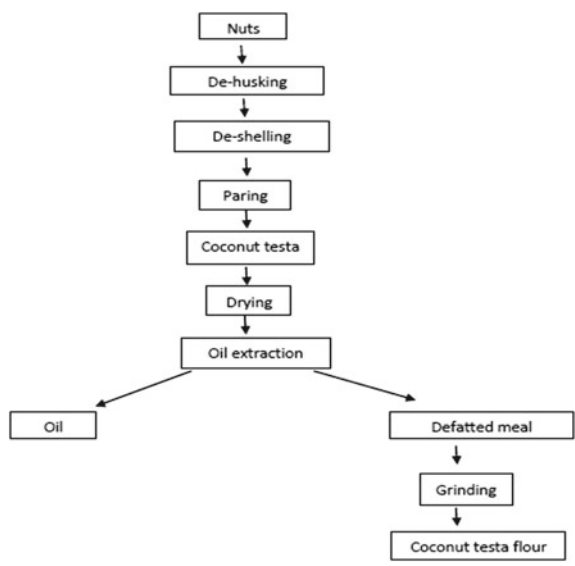 Nuts
De-husking
De-shelling
Paring
Coconut testa
Drying
Oil extraction
Oil
Defatted meal
Grinding
Coconut testa flour